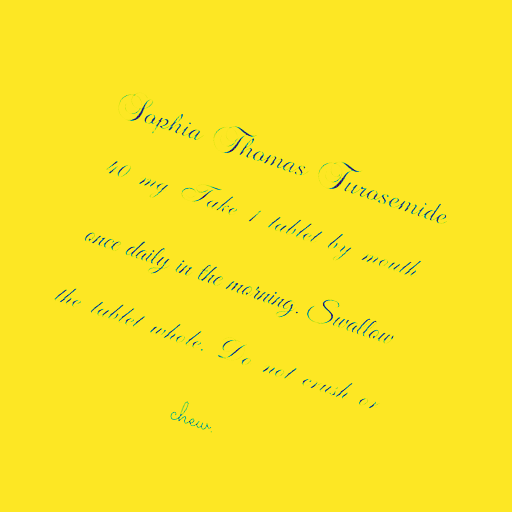 Sophia Thomas Furosemide
40 mg Take 1 tablet by mouth
once daily in the morning. Swallow
the tablet whole. Do not crush or
chew.